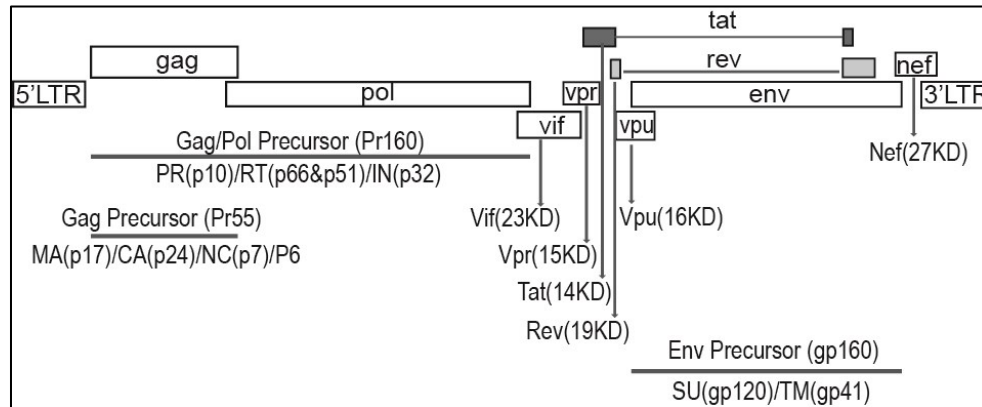 tat
gag
rev
nef
5'LTR
pol
vpr
env
3'LTR
vif
vpu
Gag/Pol Precursor (Pr160)
Nef(27KD)
PR(p10)/RT(p66&p51)/IN(p32)
Gag Precursor (Pr55)
Vif(23KD)
Vpu(16KD)
MA(p17)/CA(p24)/NC(p7)/P6
Vpr(15KD)
Tat(14KD)
Rev(19KD)
Env Precursor (gp160)
SU(gp120)/TM(gp41)